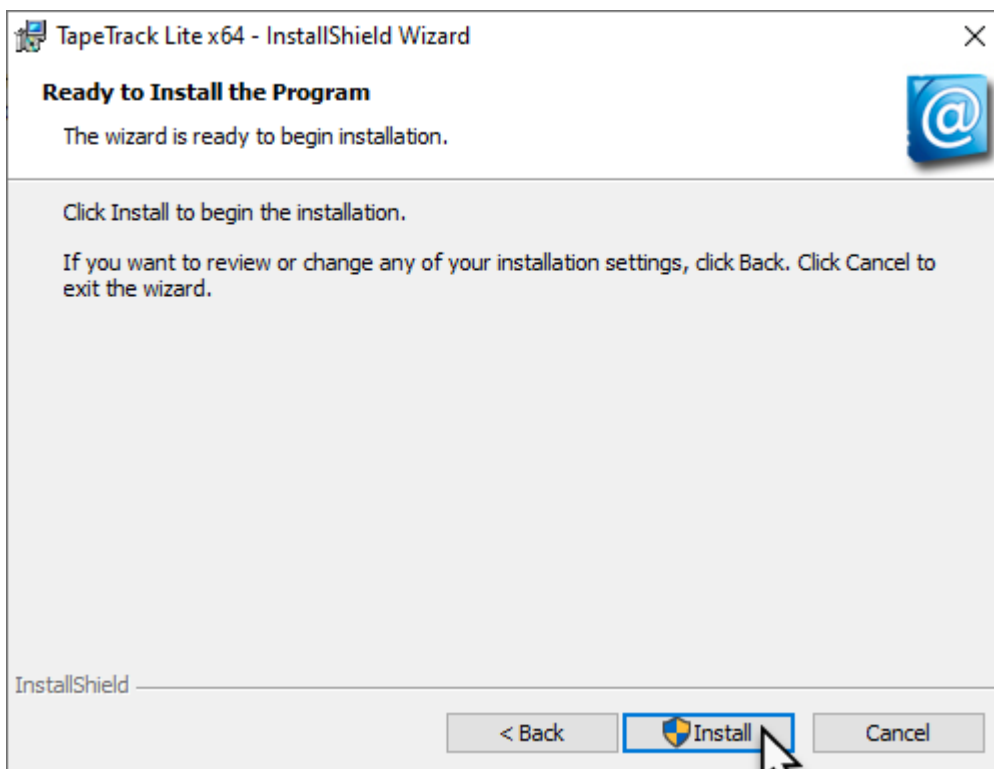 TapeTrack Lite x64 - InstallShield Wizard
Ready to Install the Program
The wizard is ready to begin installation.
Click Install to begin the installation.
If you want to review or change any of your installation settings, click Back. Click Cancel to
exit the wizard.
InstallShield
< Back
Install
Cancel